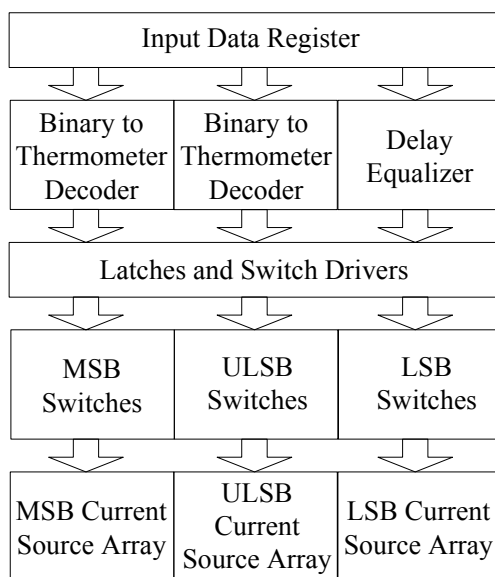 Input Data Register
Binary to
Thermometer
Decoder
Binary to
Thermometer
Decoder
Delay
Equalizer
Latches and Switch Drivers
MSB
Switches
ULSB
Switches
LSB
Switches
MSB Current
Source Array
ULSB
Current
Source Array
LSB Current
Source Array